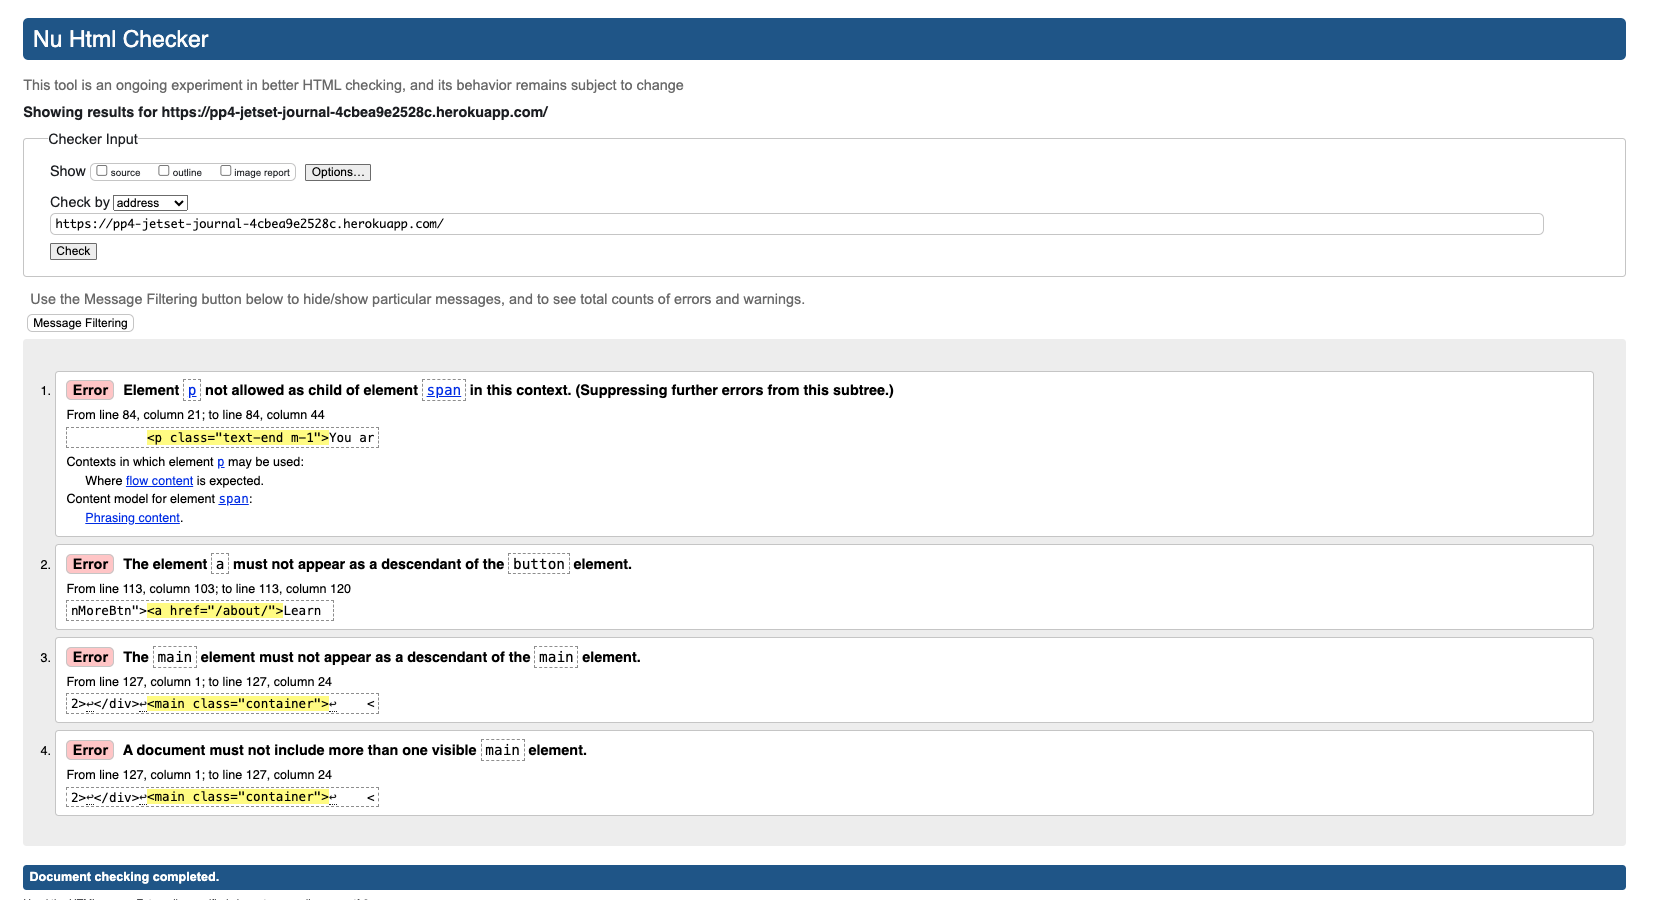 Nu Html Checker
This tool is an ongoing experiment in better HTML checking, and its behavior remains subject to change
Showing results for https://pp4-jetset-journal-4cbea9e2528c.herokuapp.com/
Checker Input
Show source outline image report Options...
Check by address
https://pp4-jetset-journal-4cbea9e2528c.herokuapp.com/
Check
Use the Message Filtering button below to hide/show particular messages, and to see total counts of errors and warnings.
Message Filtering
1. Error Element p not allowed as child of element span in this context. (Suppressing further errors from this subtree.)
From line 84, column 21; to line 84, column 44
<p class="text-end m-1">You ar
Contexts in which element p may be used:
Where flow content is expected.
Content model for element span:
Phrasing content.
2. Error The element a must not appear as a descendant of the button element.
From line 113, column 103; to line 113, column 120
nMoreBtn"><a href="/about/">Learn
3. Error The main element must not appear as a descendant of the main element.
From line 127, column 1; to line 127, column 24
2>↩</div>↩<main class="container">↩ <
4. Error A document must not include more than one visible main element.
From line 127, column 1; to line 127, column 24
2>↩</div>↩<main class="container">↩ <
Document checking completed.